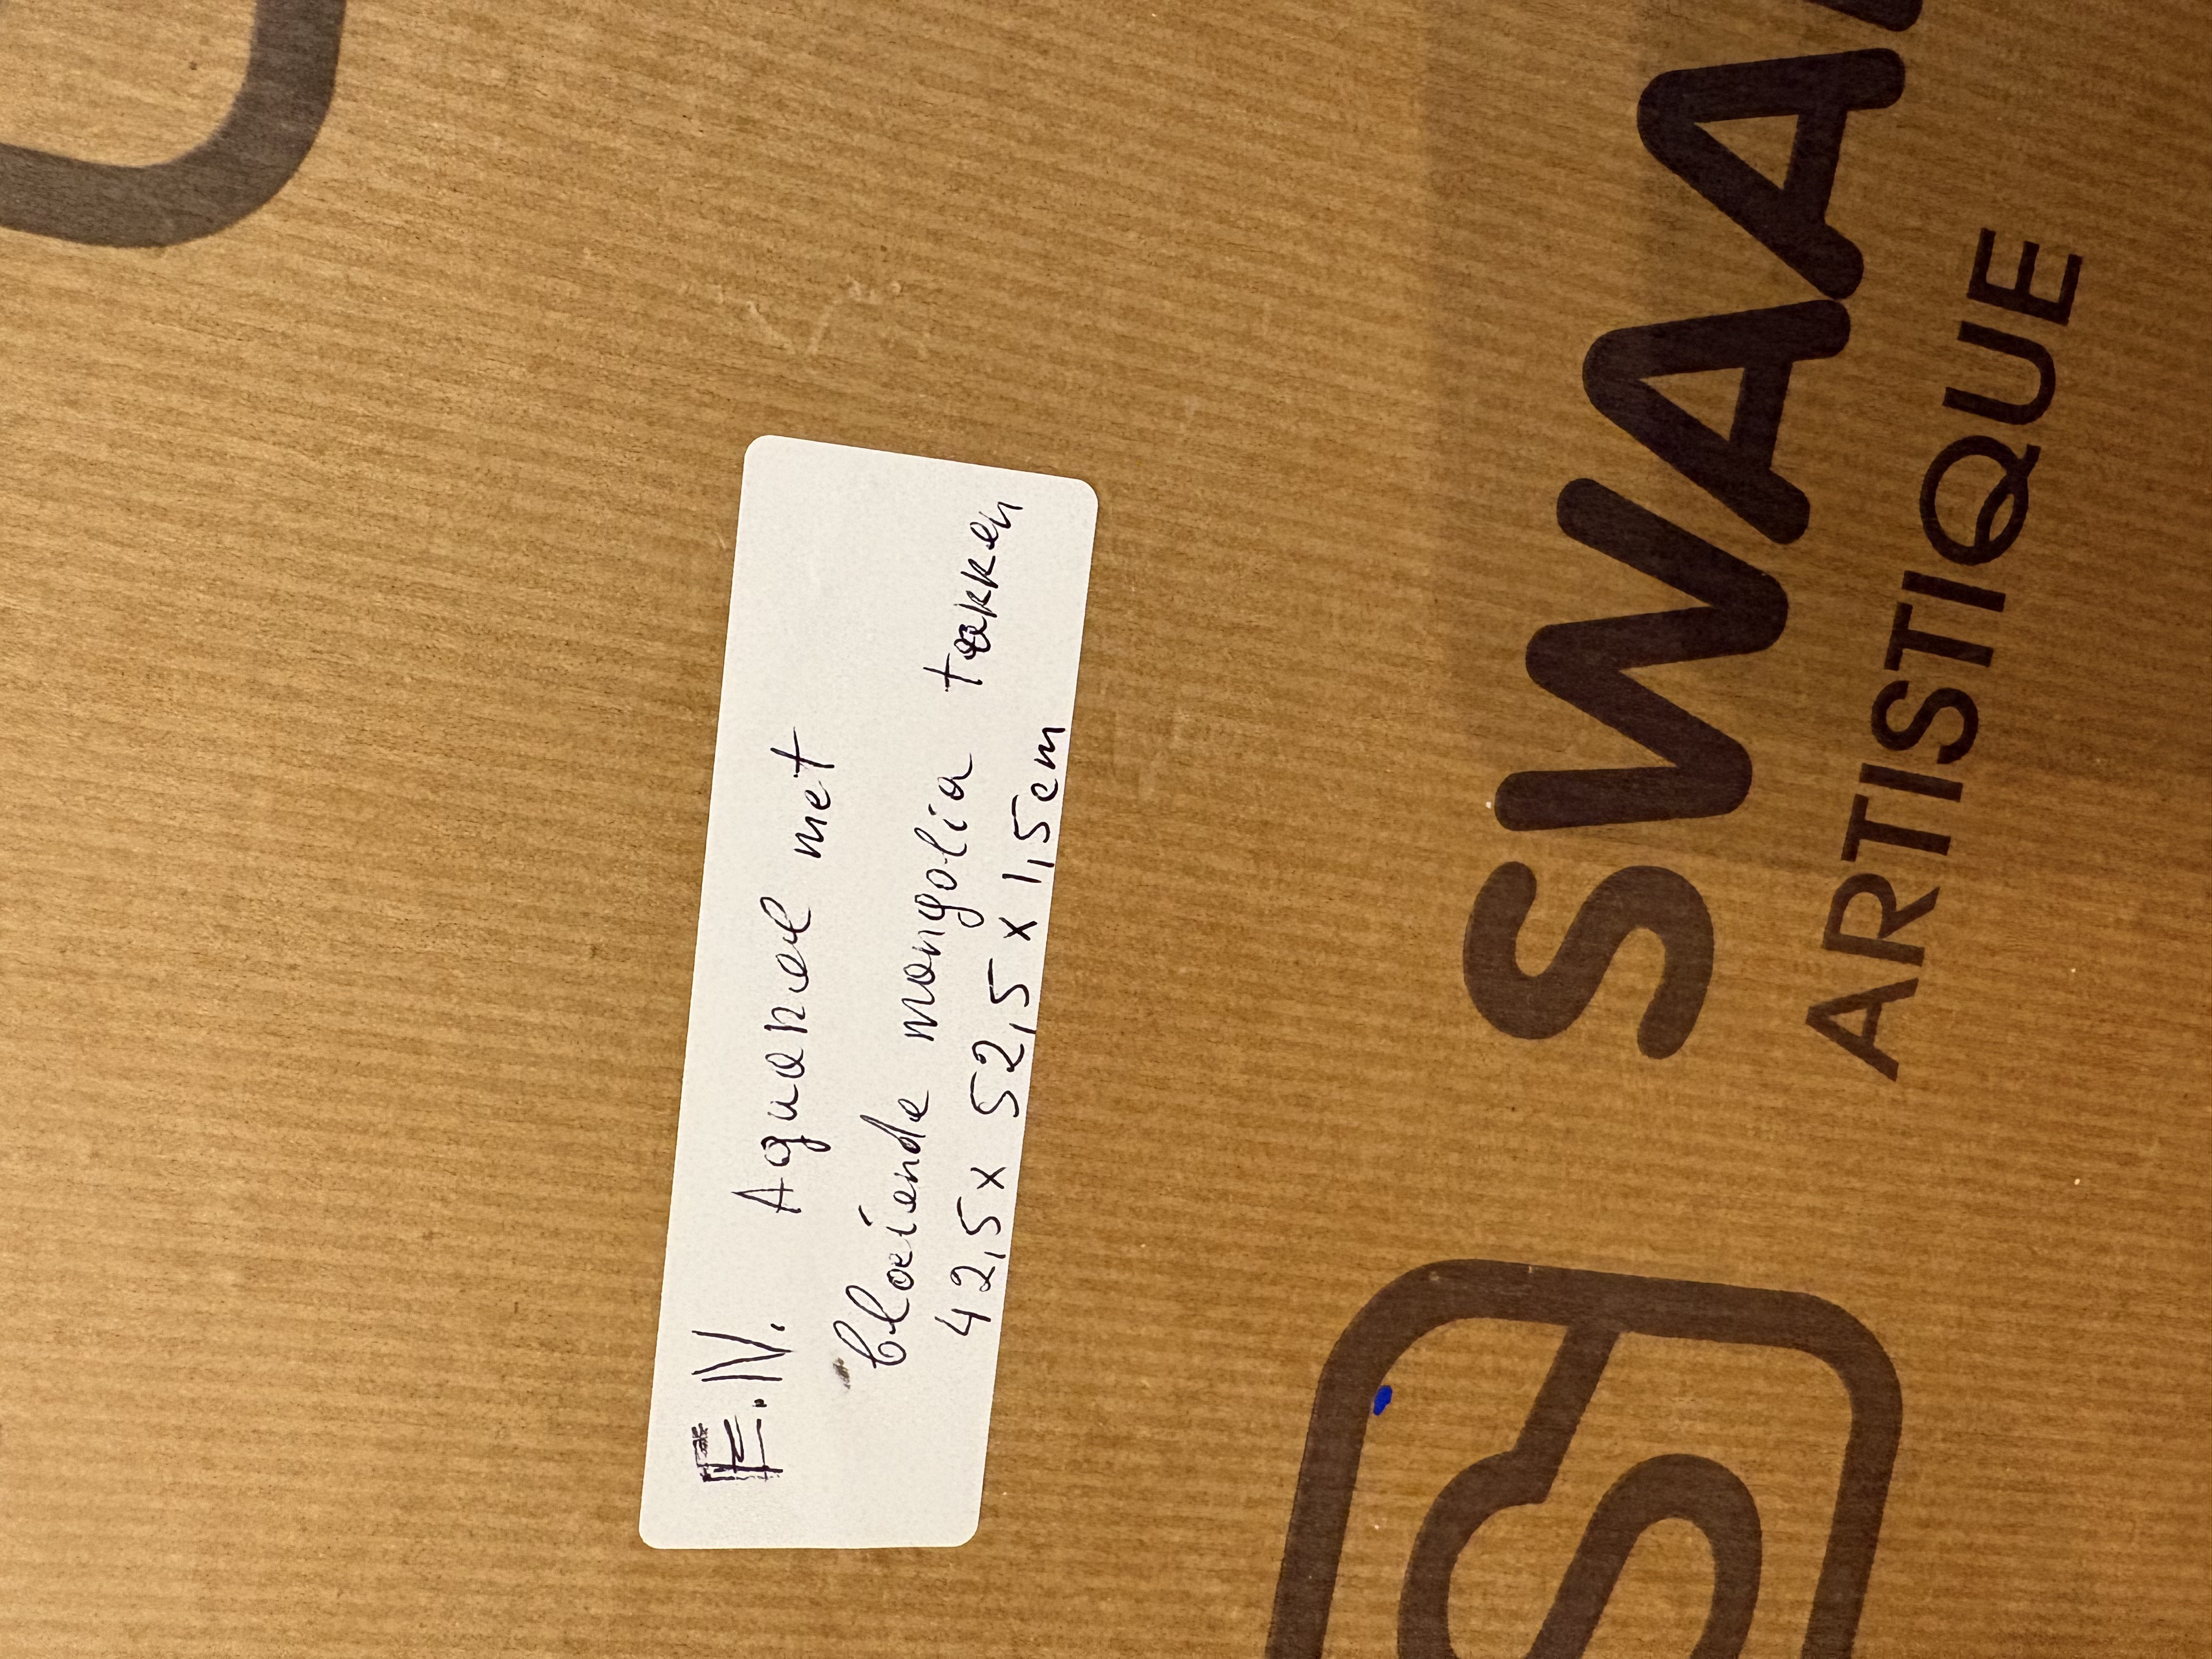 E.N. Aquarel met
bloeiende mongolia takken
42,5 x 52,5 x 1,5 cm
SWAA
ARTISTIQUE